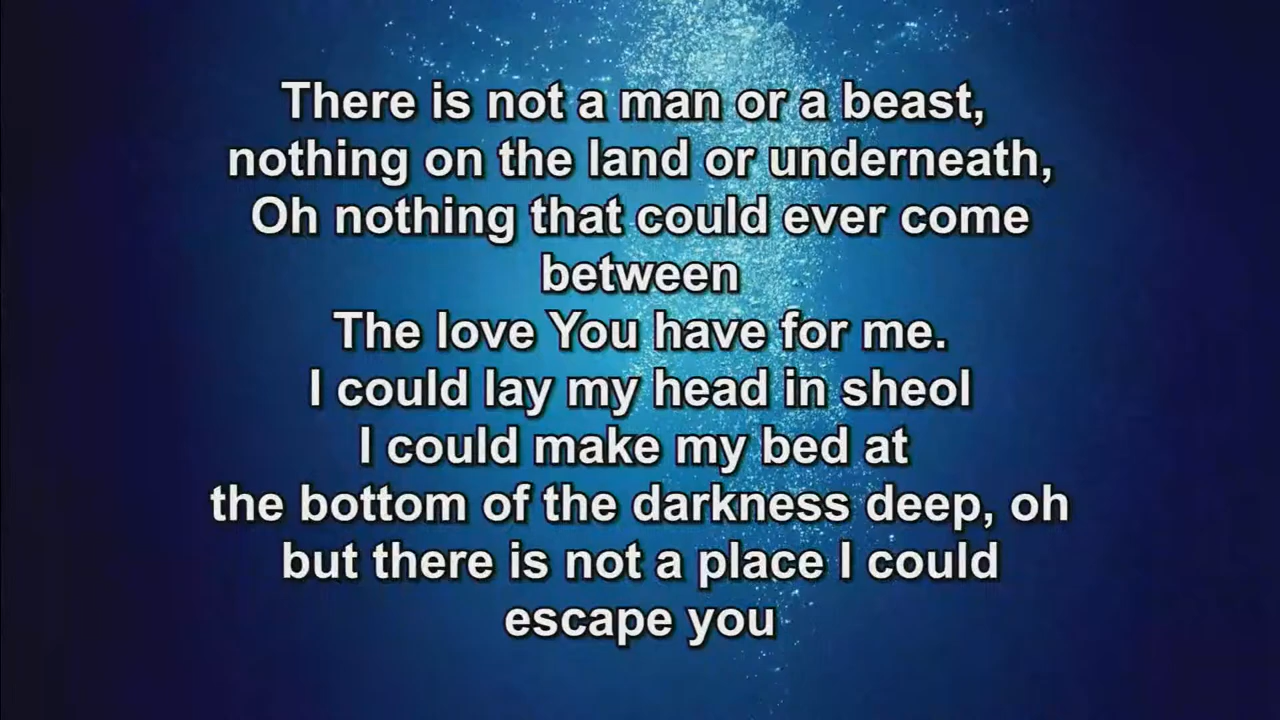 There is not a man or a beast,
nothing on the land or underneath,
Oh nothing that could ever come
between
The love You have for me.
I could lay my head in sheol
I could make my bed at
the bottom of the darkness deep, oh
but there is not a place I could
escape you